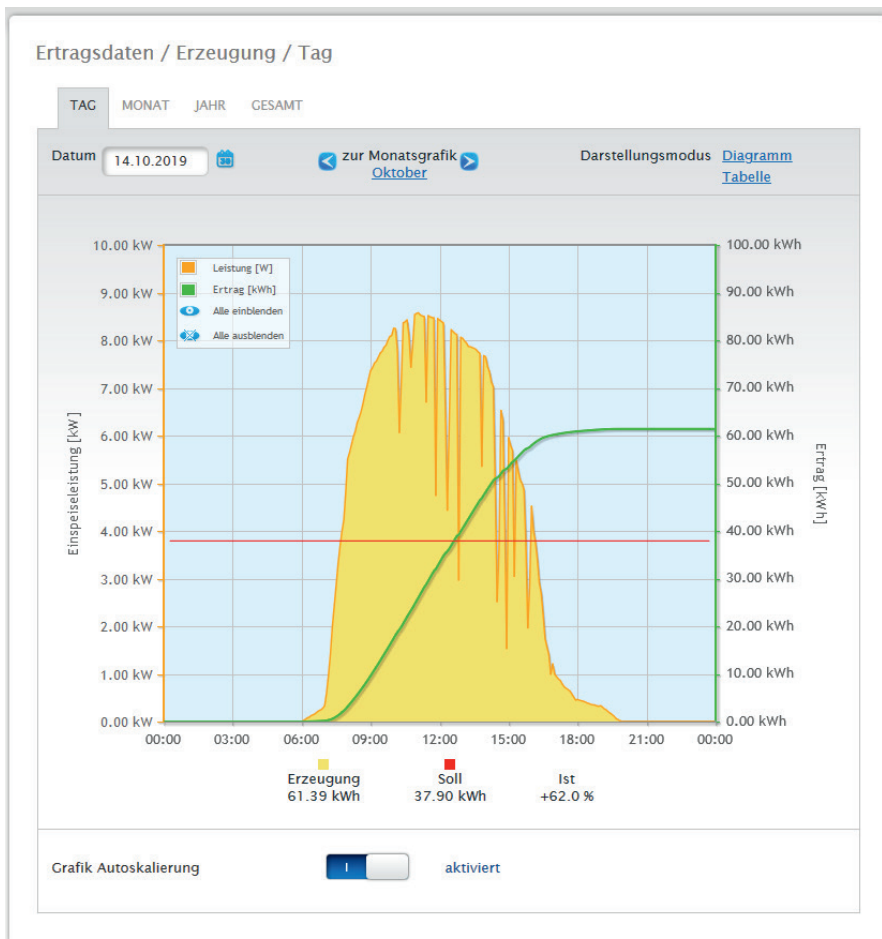 Ertragsdaten / Erzeugung / Tag
TAG MONAT JAHR GESAMT
Datum 14.10.2019 30 zur Monatsgrafik Darstellungsmodus Diagramm
Oktober Tabelle
10.00 kW 100.00 kWh
Leistung [W]
Ertrag [kWh]
9.00 kW 90.00 kWh
Alle einblenden
Alle ausblenden
8.00 kW 80.00 kWh
7.00 kW 70.00 kWh
6.00 kW 60.00 kWh
5.00 kW 50.00 kWh
4.00 kW 40.00 kWh
3.00 kW 30.00 kWh
2.00 kW 20.00 kWh
1.00 kW 10.00 kWh
0.00 kW 0.00 kWh
Einspeiseleistung [kW]
Ertrag [kWh]
00:00 03:00 06:00 09:00 12:00 15:00 18:00 21:00 00:00
Erzeugung Soll Ist
61.39 kWh 37.90 kWh +62.0 %
Grafik Autoskalierung I aktiviert